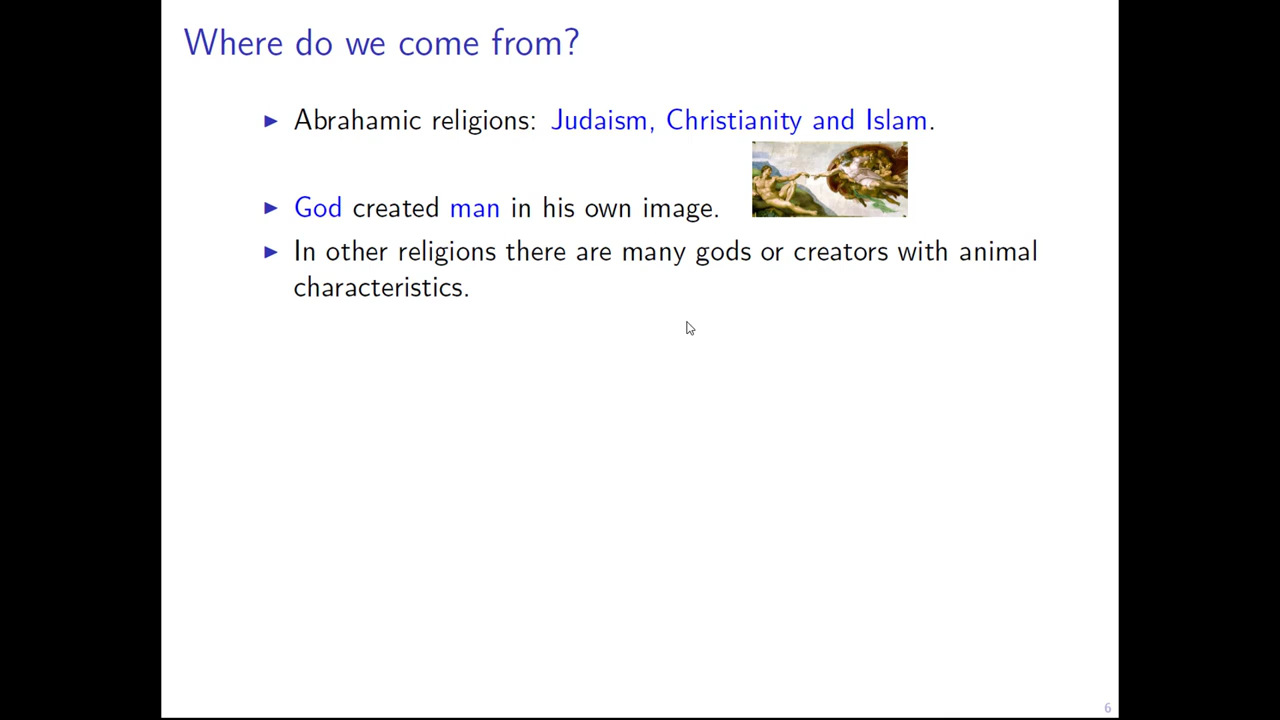 Where do we come from?
▶ Abrahamic religions: Judaism, Christianity and Islam.
▶ God created man in his own image.
▶ In other religions there are many gods or creators with animal
characteristics.
6